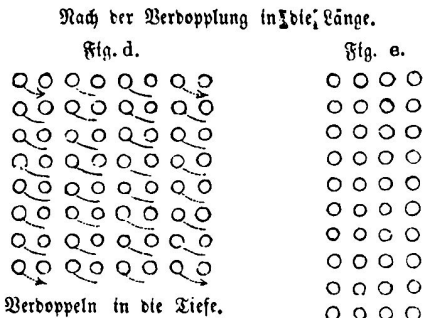 Nach der Verdopplung in die Länge.
Fig. d.
Fig. e.
Verdoppeln in die Tiefe.